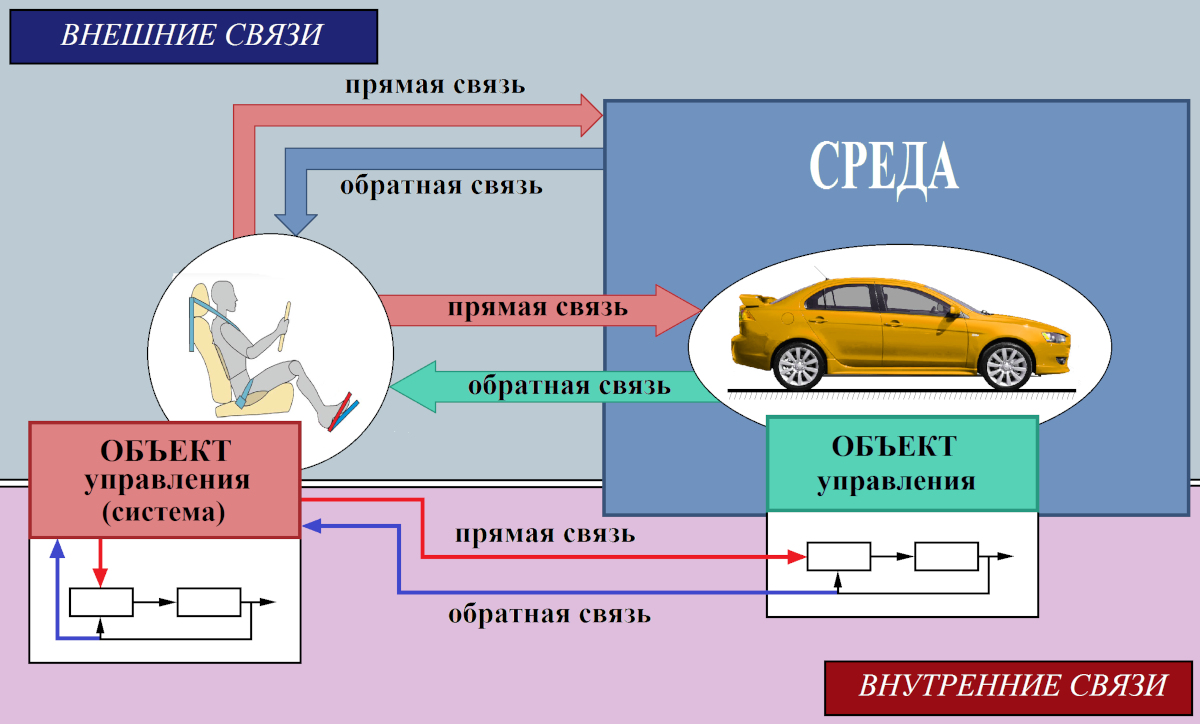 ВНЕШНИЕ СВЯЗИ
прямая связь
обратная связь
СРЕДА
прямая связь
обратная связь
ОБЪЕКТ
управления
(система)
ОБЪЕКТ
управления
прямая связь
обратная связь
ВНУТРЕННИЕ СВЯЗИ